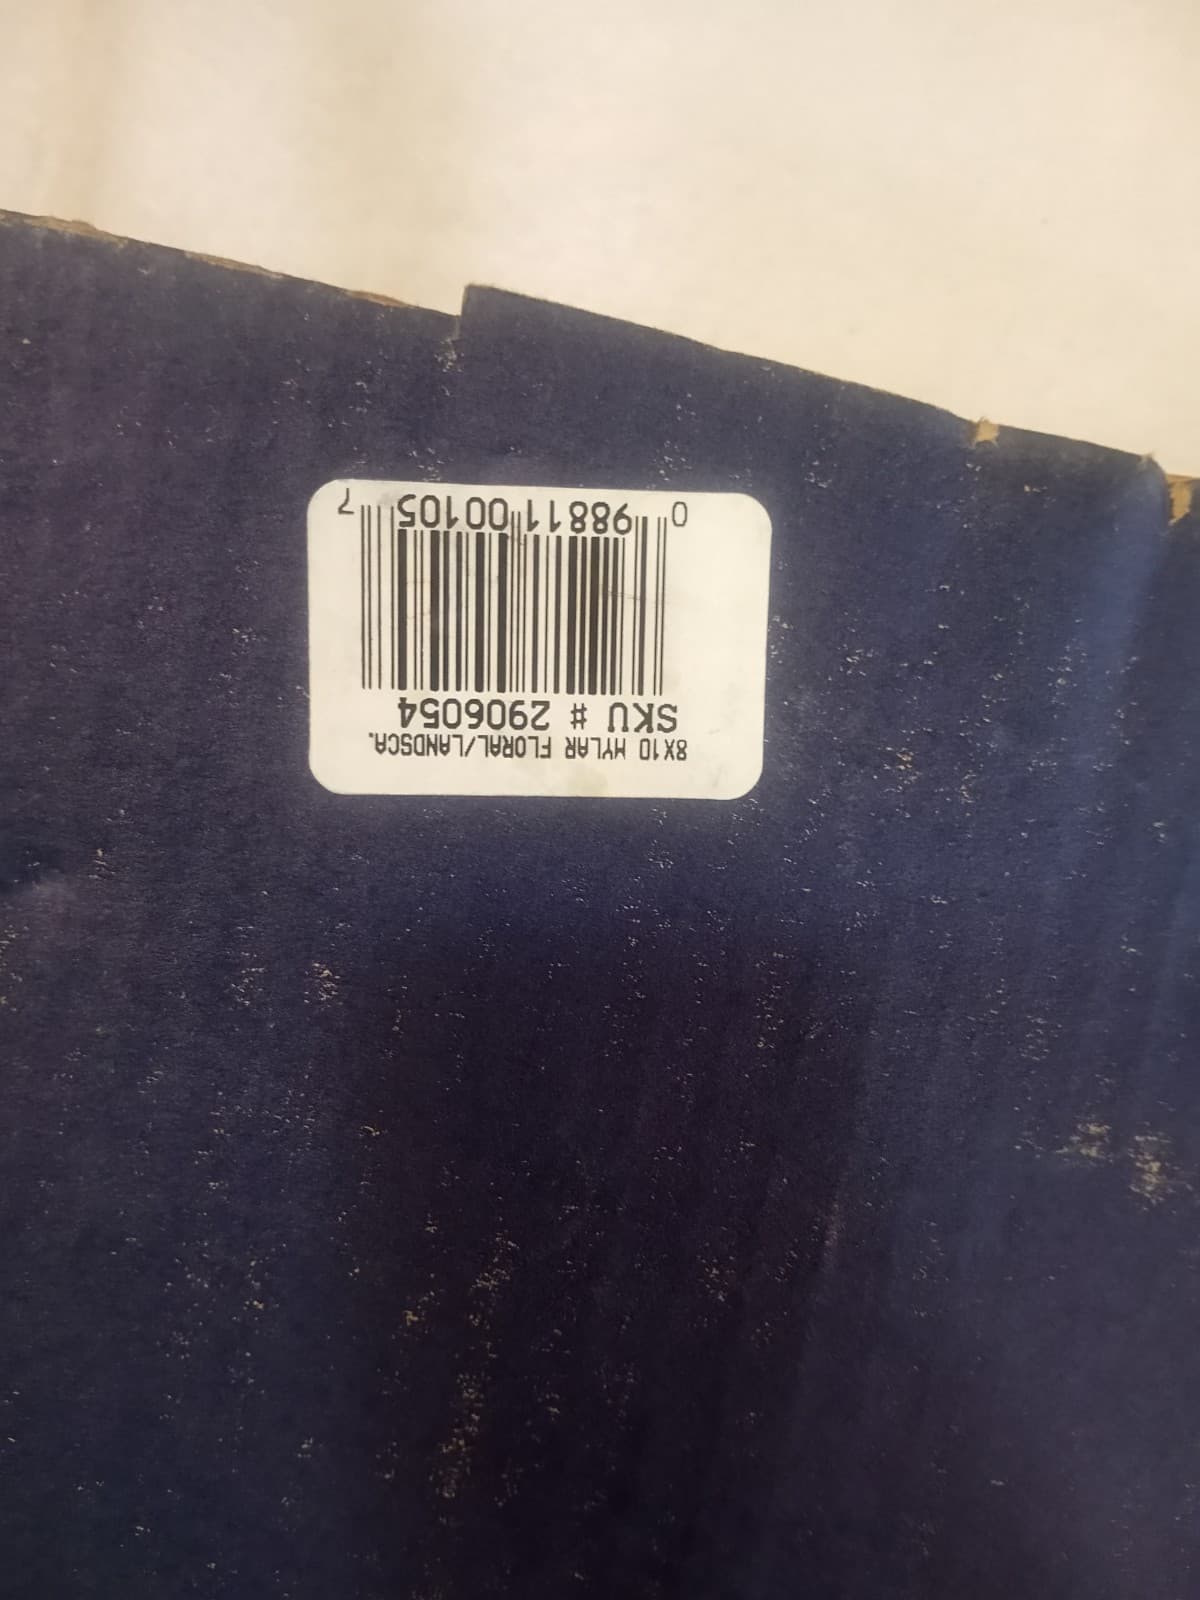 8X10 MYLAR FLORAL/LANDSCA.
SKU # 2906054
0 98811 00105 7